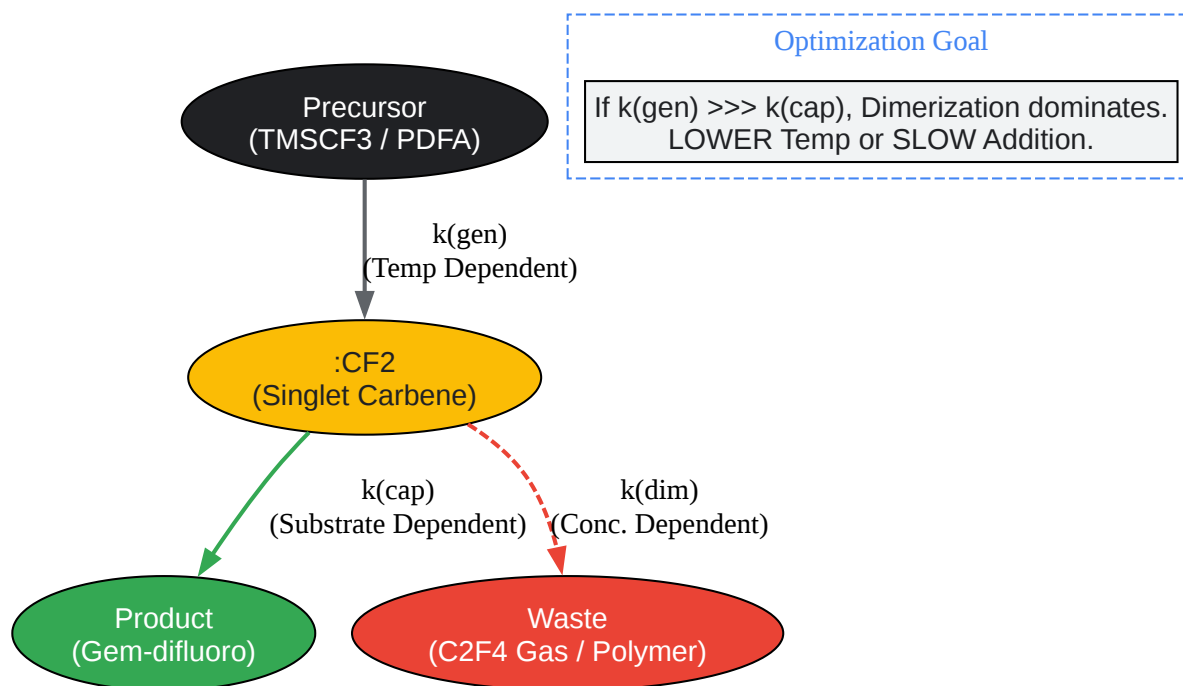 Optimization Goal
If k(gen) >>> k(cap), Dimerization dominates.
LOWER Temp or SLOW Addition.
Precursor
(TMSCF3 / PDFA)
k(gen)
(Temp Dependent)
:CF2
(Singlet Carbene)
k(cap)
(Substrate Dependent)
k(dim)
(Conc. Dependent)
Product
(Gem-difluoro)
Waste
(C2F4 Gas / Polymer)